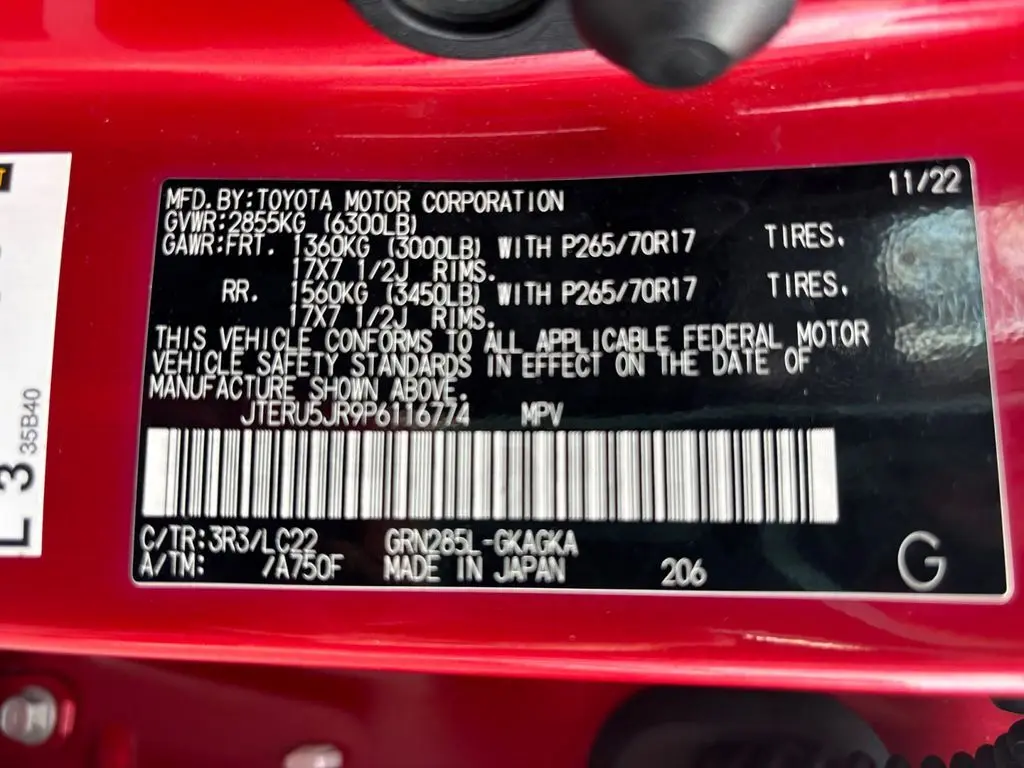 11/22
MFD.BY:TOYOTA MOTOR CORPORATION
GVWR:2855KG (6300LB)
GAWR:FRT. 1360KG (3000LB) WITH P265/70R17 TIRES.
17X7 1/2J RIMS.
RR. 1560KG (3450LB) WITH P265/70R17 TIRES.
17X7 1/2J RIMS.
THIS VEHICLE CONFORMS TO ALL APPLICABLE FEDERAL MOTOR
VEHICLE SAFETY STANDARDS IN EFFECT ON THE DATE OF
MANUFACTURE SHOWN ABOVE.
JTERU5JR9P6116774 MPV
C/TR:3R3/LC22 GRN285L-GKAGKA
A/TM: /A750F MADE IN JAPAN 206
G
35B40
L 3